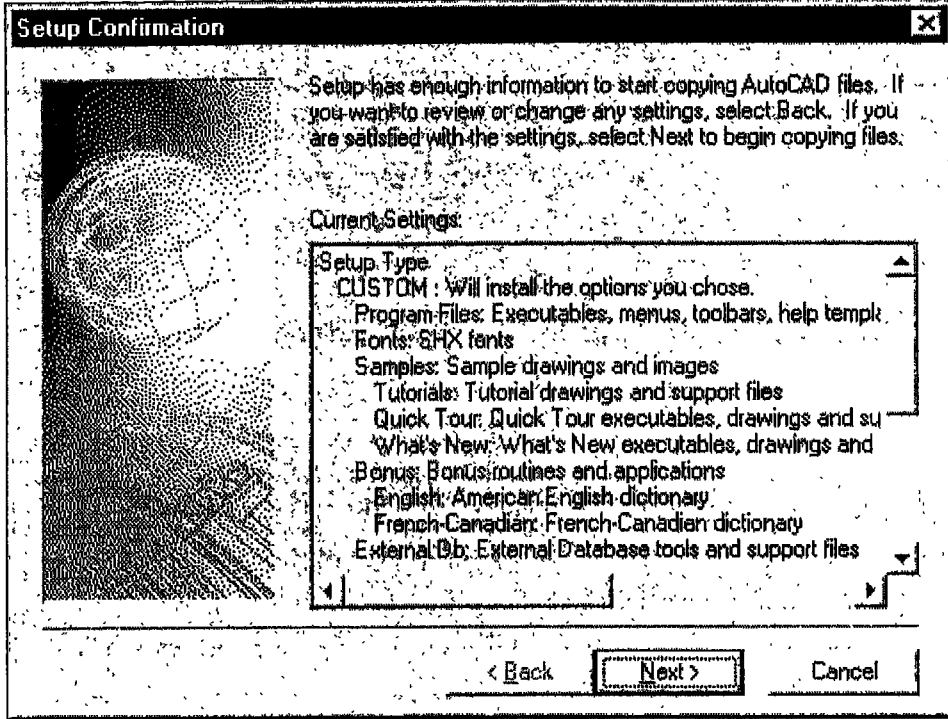 Setup Confirmation
Setup has enough information to start copying AutoCAD files. If
you want to review or change any settings, select Back. If you
are satisfied with the settings, select Next to begin copying files.
Current Settings:
Setup Type
CUSTOM : Will install the options you chose.
Program Files: Executables, menus, toolbars, help templ
Fonts: SHX fonts
Samples: Sample drawings and images
Tutorials: Tutorial drawings and support files
Quick Tour: Quick Tour executables, drawings and su
What's New: What's New executables, drawings and
Bonus: Bonus routines and applications
English: American English dictionary
French-Canadian: French-Canadian dictionary
External Db: External Database tools and support files
< Back
Next >
Cancel